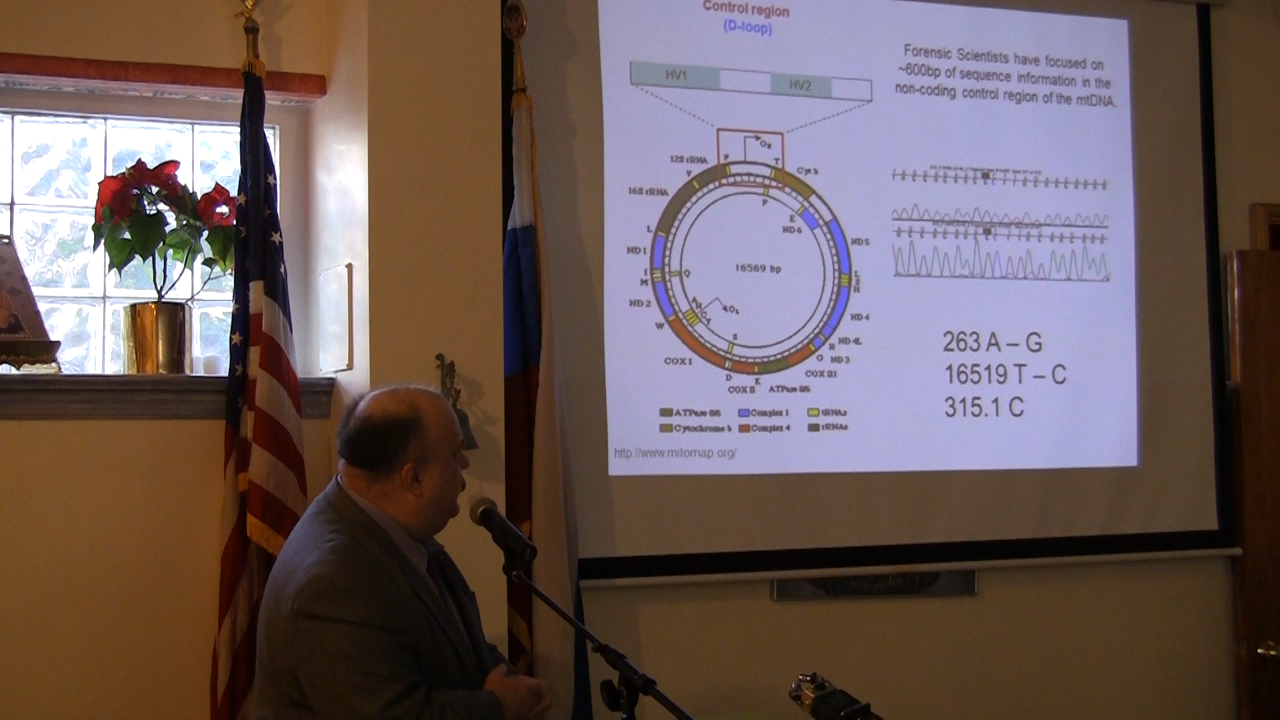 Control region
(D-loop)
Forensic Scientists have focused on
~600bp of sequence information in the
non-coding control region of the mtDNA.
HV1
HV2
12S rRNA
F
T
Cyt b
V
16S rRNA
P
E
ND 6
L
ND 1
ND 5
16569 bp
I
Q
M
ND 2
W
ND 4
ND 4L
R
ND 3
G
COX III
COX I
S
D
K
COX II
ATPase 6/8
263 A – G
16519 T – C
315.1 C
ATPase 6/8
Complex 1
tRNAs
Cytochrome b
Complex 4
rRNAs
http://www.mitomap.org/